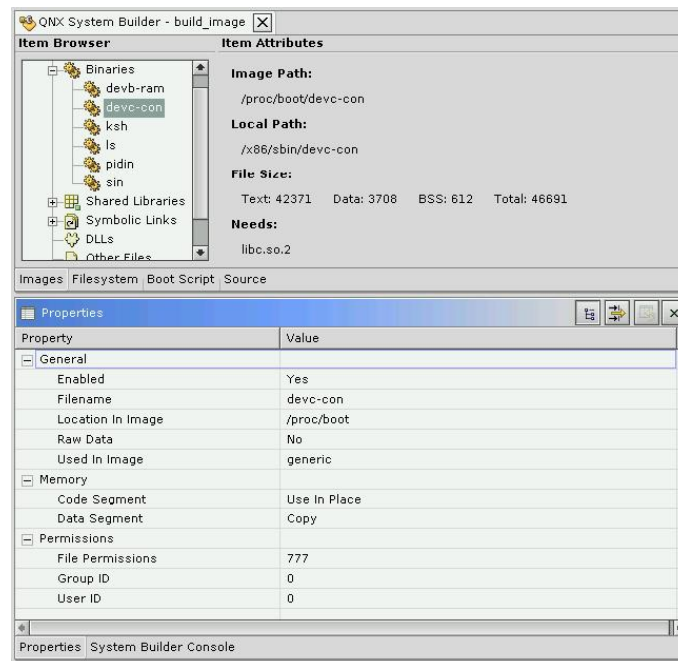 QNX System Builder - build_image
Item Browser
Item Attributes
Binaries
devb-ram
devc-con
ksh
ls
pidin
sin
Shared Libraries
Symbolic Links
DLLs
Other Files
Image Path:
/proc/boot/devc-con
Local Path:
/x86/sbin/devc-con
File Size:
Text: 42371 Data: 3708 BSS: 612 Total: 46691
Needs:
libc.so.2
Images Filesystem Boot Script Source
Properties
Property Value
General
Enabled Yes
Filename devc-con
Location In Image /proc/boot
Raw Data No
Used In Image generic
Memory
Code Segment Use In Place
Data Segment Copy
Permissions
File Permissions 777
Group ID 0
User ID 0
Properties System Builder Console